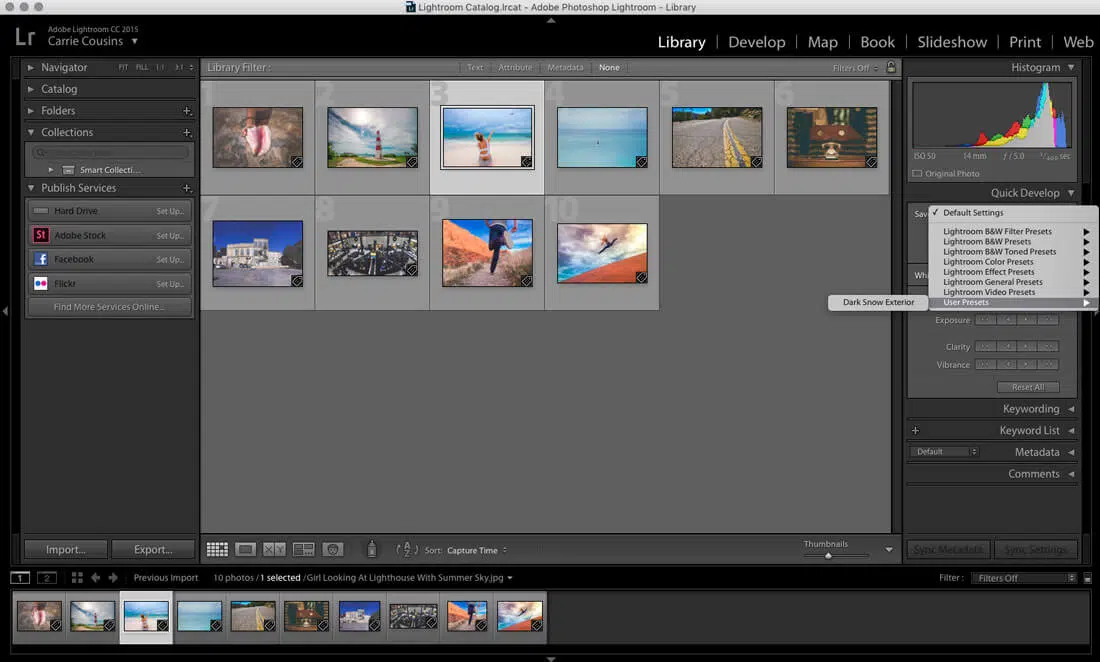 Lightroom Catalog.lrcat - Adobe Photoshop Lightroom - Library
Lr
Adobe Lightroom CC 2015
Carrie Cousins
Library | Develop | Map | Book | Slideshow | Print | Web
Navigator FIT FILL 1:1 3:1
Catalog
Folders
Collections
Smart Collecti...
Publish Services
Hard Drive Set Up...
St Adobe Stock Set Up...
Facebook Set Up...
Flickr Set Up...
Find More Services Online...
Import... Export...
Library Filter : Text Attribute Metadata None Filters Off
1 2 3 4 5 6
7 8 9 10
Sort: Capture Time
Thumbnails
Histogram
ISO 50 14 mm ƒ / 5.0 sec
Original Photo
Quick Develop
Default Settings
Lightroom B&W Filter Presets
Lightroom B&W Presets
Lightroom B&W Toned Presets
Lightroom Color Presets
Lightroom Effect Presets
Lightroom General Presets
Lightroom Video Presets
User Presets
Dark Snow Exterior
Exposure
Clarity
Vibrance
Reset All
Keywording
Keyword List
Default Metadata
Comments
Sync Metadata Sync Settings
1 2 Previous Import 10 photos / 1 selected / Girl Looking At Lighthouse With Summer Sky.jpg
Filter : Filters Off